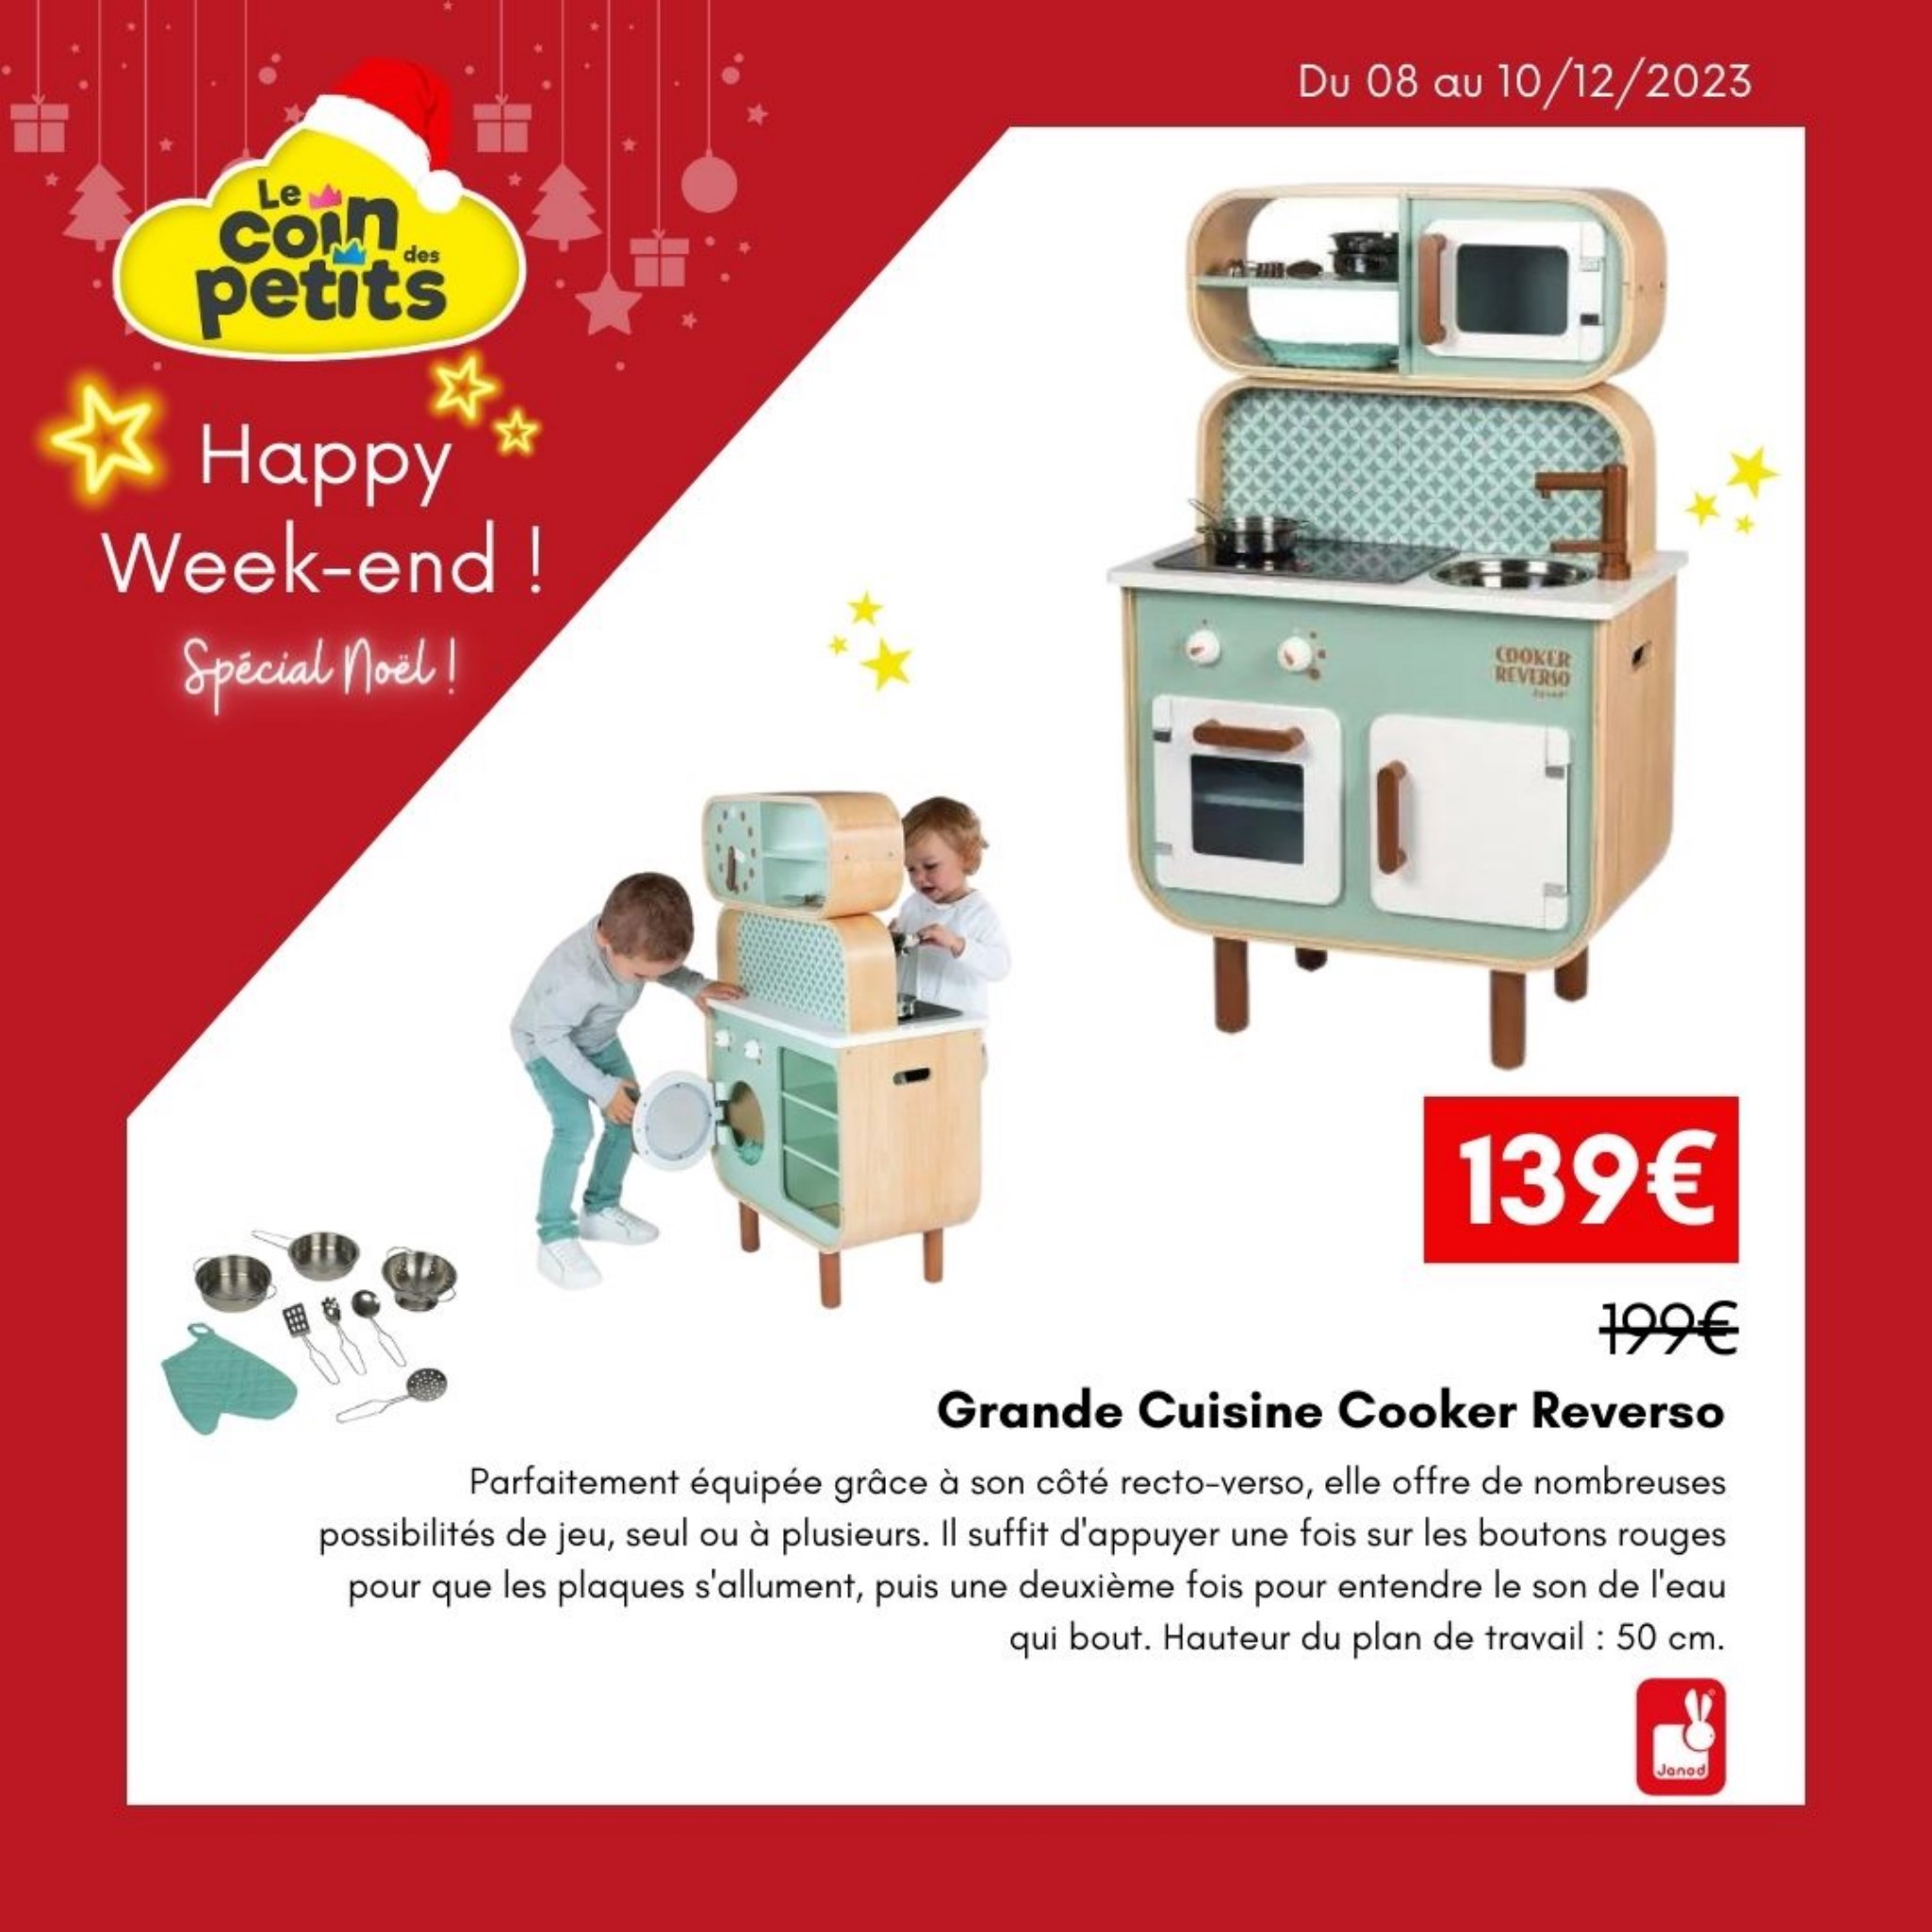 Du 08 au 10/12/2023
Le
coin
des
petits
Happy
Week-end !
Spécial Noël !
COOKER
REVERSO
139€
199€
Grande Cuisine Cooker Reverso
Parfaitement équipée grâce à son côté recto-verso, elle offre de nombreuses
possibilités de jeu, seul ou à plusieurs. Il suffit d'appuyer une fois sur les boutons rouges
pour que les plaques s'allument, puis une deuxième fois pour entendre le son de l'eau
qui bout. Hauteur du plan de travail : 50 cm.
Janod